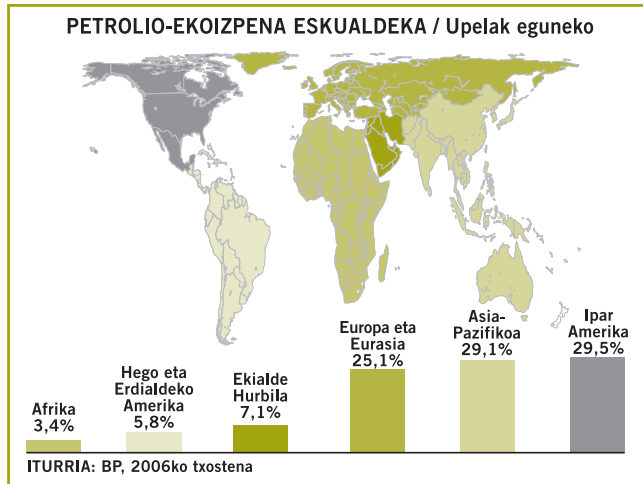 PETROLIO-EKOIZPENA ESKUALDEKA / Upelak eguneko
Afrika
3,4%
Hego eta
Erdialdeko
Amerika
5,8%
Ekialde
Hurbila
7,1%
Europa eta
Eurasia
25,1%
Asia-
Pazifikoa
29,1%
Ipar
Amerika
29,5%
ITURRIA: BP, 2006ko txostena